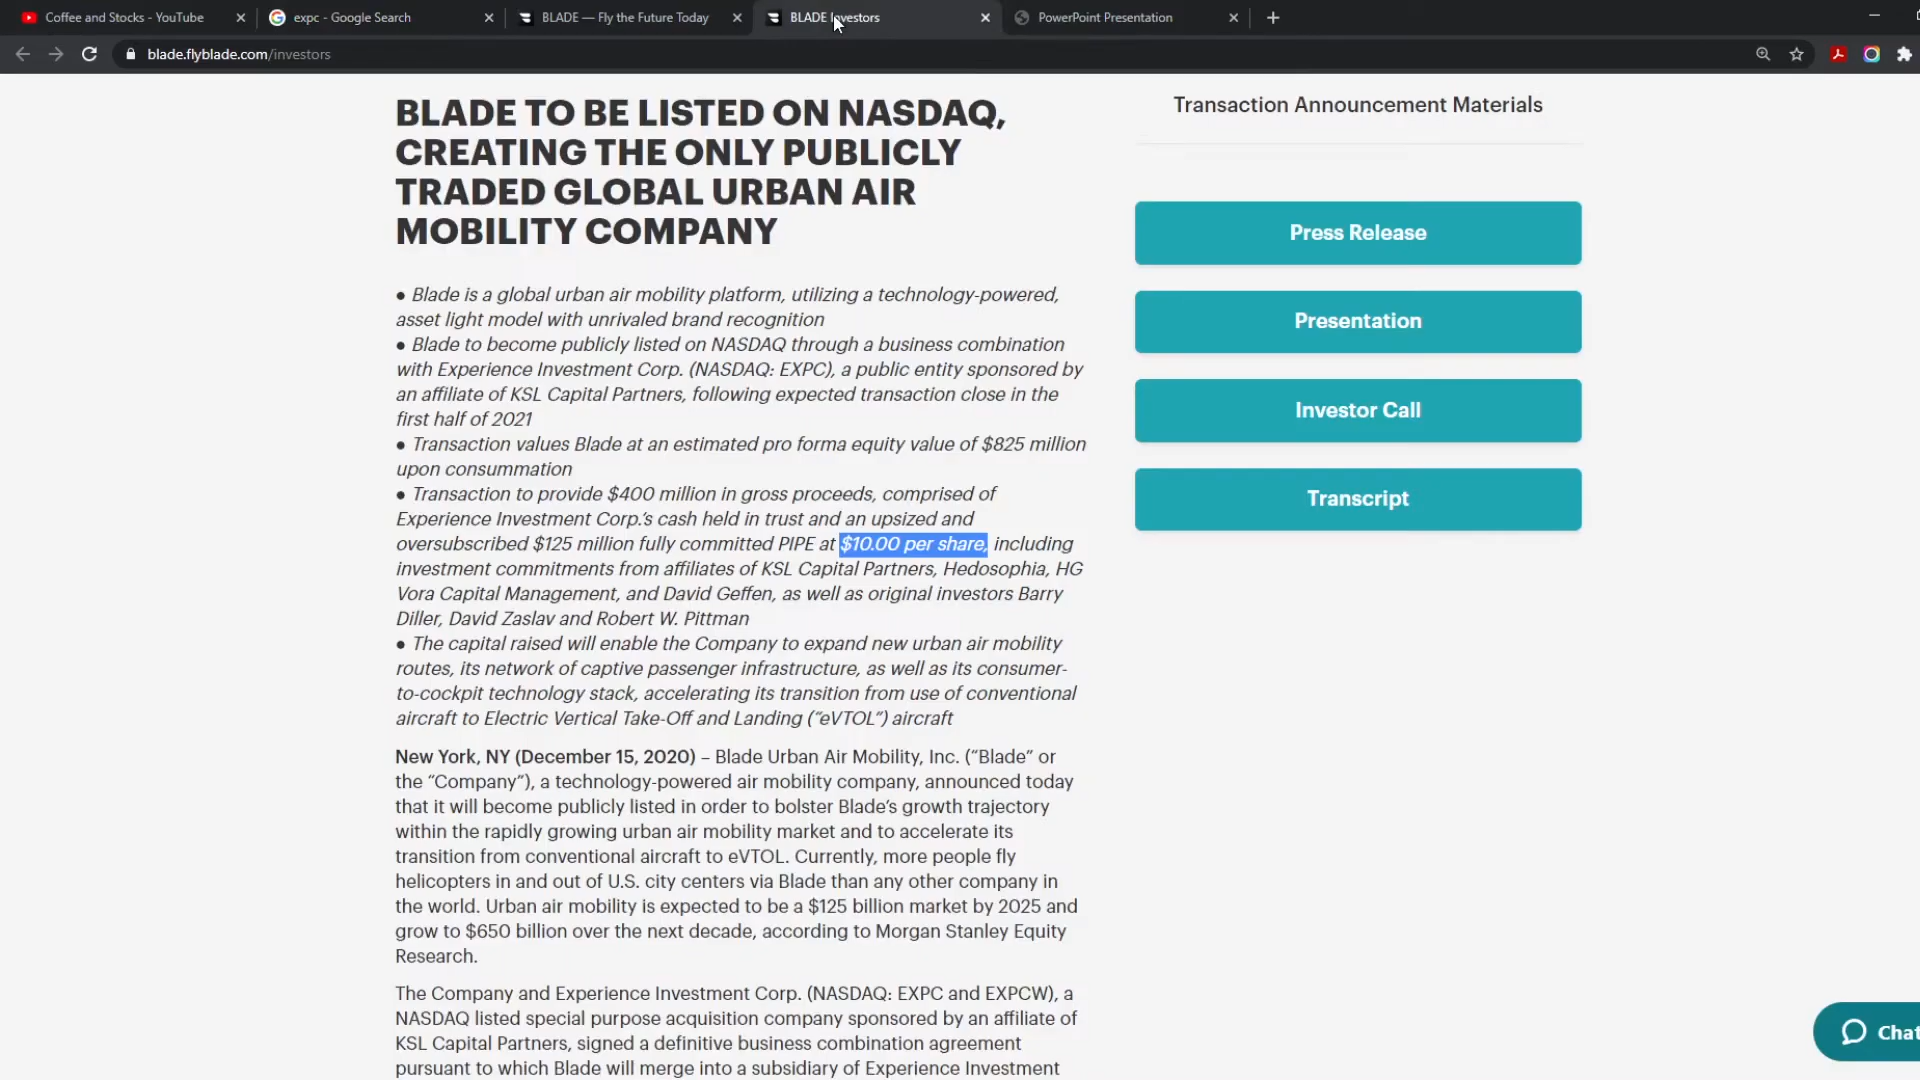 Coffee and Stocks - YouTube
expc - Google Search
BLADE — Fly the Future Today
BLADE Investors
PowerPoint Presentation
blade.flyblade.com/investors
BLADE TO BE LISTED ON NASDAQ,
CREATING THE ONLY PUBLICLY
TRADED GLOBAL URBAN AIR
MOBILITY COMPANY
● Blade is a global urban air mobility platform, utilizing a technology-powered,
asset light model with unrivaled brand recognition
● Blade to become publicly listed on NASDAQ through a business combination
with Experience Investment Corp. (NASDAQ: EXPC), a public entity sponsored by
an affiliate of KSL Capital Partners, following expected transaction close in the
first half of 2021
● Transaction values Blade at an estimated pro forma equity value of $825 million
upon consummation
● Transaction to provide $400 million in gross proceeds, comprised of
Experience Investment Corp.'s cash held in trust and an upsized and
oversubscribed $125 million fully committed PIPE at $10.00 per share, including
investment commitments from affiliates of KSL Capital Partners, Hedosophia, HG
Vora Capital Management, and David Geffen, as well as original investors Barry
Diller, David Zaslav and Robert W. Pittman
● The capital raised will enable the Company to expand new urban air mobility
routes, its network of captive passenger infrastructure, as well as its consumer-
to-cockpit technology stack, accelerating its transition from use of conventional
aircraft to Electric Vertical Take-Off and Landing (“eVTOL”) aircraft
New York, NY (December 15, 2020) – Blade Urban Air Mobility, Inc. (“Blade” or
the “Company”), a technology-powered air mobility company, announced today
that it will become publicly listed in order to bolster Blade’s growth trajectory
within the rapidly growing urban air mobility market and to accelerate its
transition from conventional aircraft to eVTOL. Currently, more people fly
helicopters in and out of U.S. city centers via Blade than any other company in
the world. Urban air mobility is expected to be a $125 billion market by 2025 and
grow to $650 billion over the next decade, according to Morgan Stanley Equity
Research.
The Company and Experience Investment Corp. (NASDAQ: EXPC and EXPCW), a
NASDAQ listed special purpose acquisition company sponsored by an affiliate of
KSL Capital Partners, signed a definitive business combination agreement
pursuant to which Blade will merge into a subsidiary of Experience Investment
Transaction Announcement Materials
Press Release
Presentation
Investor Call
Transcript
Chat